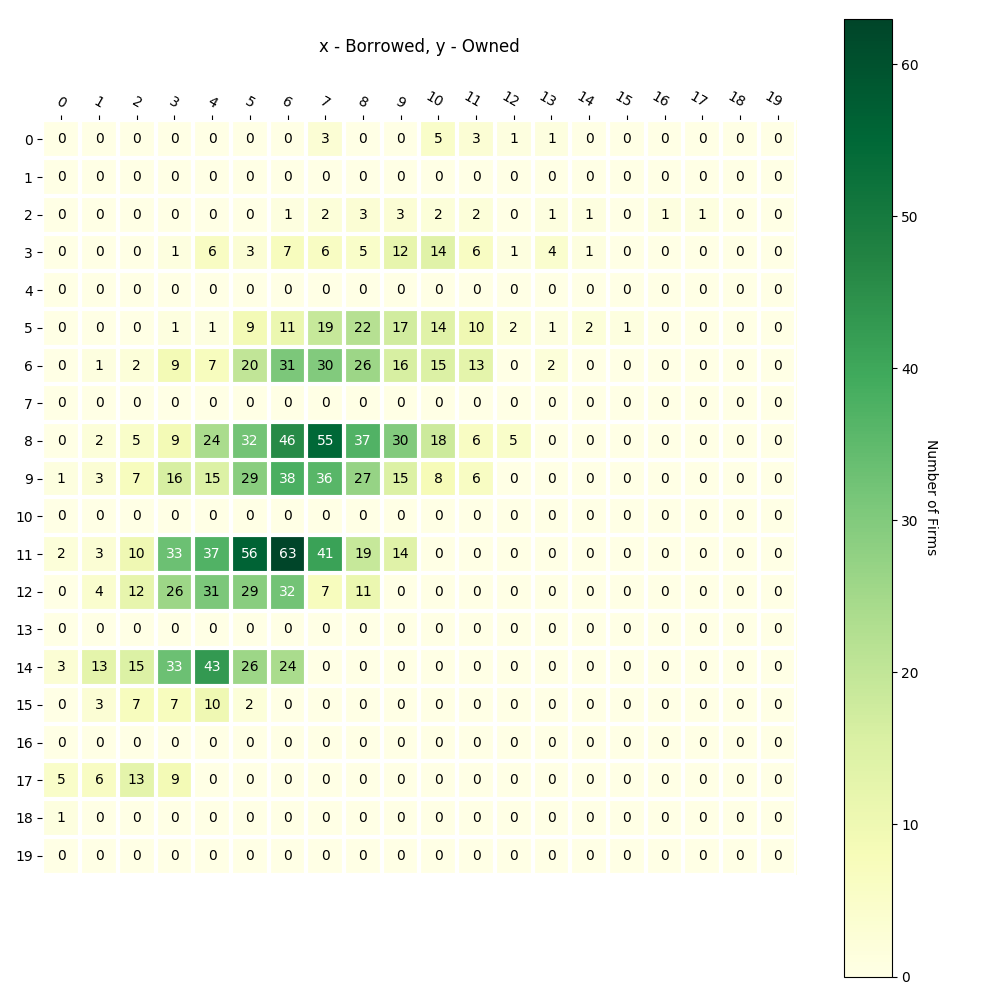 x - Borrowed, y - Owned
0 1 2 3 4 5 6 7 8 9 10 11 12 13 14 15 16 17 18 19
0 0 0 0 0 0 0 0 3 0 0 5 3 1 1 0 0 0 0 0 0
1 0 0 0 0 0 0 0 0 0 0 0 0 0 0 0 0 0 0 0 0
2 0 0 0 0 0 0 1 2 3 3 2 2 0 1 1 0 1 1 0 0
3 0 0 0 1 6 3 7 6 5 12 14 6 1 4 1 0 0 0 0 0
4 0 0 0 0 0 0 0 0 0 0 0 0 0 0 0 0 0 0 0 0
5 0 0 0 1 1 9 11 19 22 17 14 10 2 1 2 1 0 0 0 0
6 0 1 2 9 7 20 31 30 26 16 15 13 0 2 0 0 0 0 0 0
7 0 0 0 0 0 0 0 0 0 0 0 0 0 0 0 0 0 0 0 0
8 0 2 5 9 24 32 46 55 37 30 18 6 5 0 0 0 0 0 0 0
9 1 3 7 16 15 29 38 36 27 15 8 6 0 0 0 0 0 0 0 0
10 0 0 0 0 0 0 0 0 0 0 0 0 0 0 0 0 0 0 0 0
11 2 3 10 33 37 56 63 41 19 14 0 0 0 0 0 0 0 0 0 0
12 0 4 12 26 31 29 32 7 11 0 0 0 0 0 0 0 0 0 0 0
13 0 0 0 0 0 0 0 0 0 0 0 0 0 0 0 0 0 0 0 0
14 3 13 15 33 43 26 24 0 0 0 0 0 0 0 0 0 0 0 0 0
15 0 3 7 7 10 2 0 0 0 0 0 0 0 0 0 0 0 0 0 0
16 0 0 0 0 0 0 0 0 0 0 0 0 0 0 0 0 0 0 0 0
17 5 6 13 9 0 0 0 0 0 0 0 0 0 0 0 0 0 0 0 0
18 1 0 0 0 0 0 0 0 0 0 0 0 0 0 0 0 0 0 0 0
19 0 0 0 0 0 0 0 0 0 0 0 0 0 0 0 0 0 0 0 0
60
50
40
30
20
10
0
Number of Firms